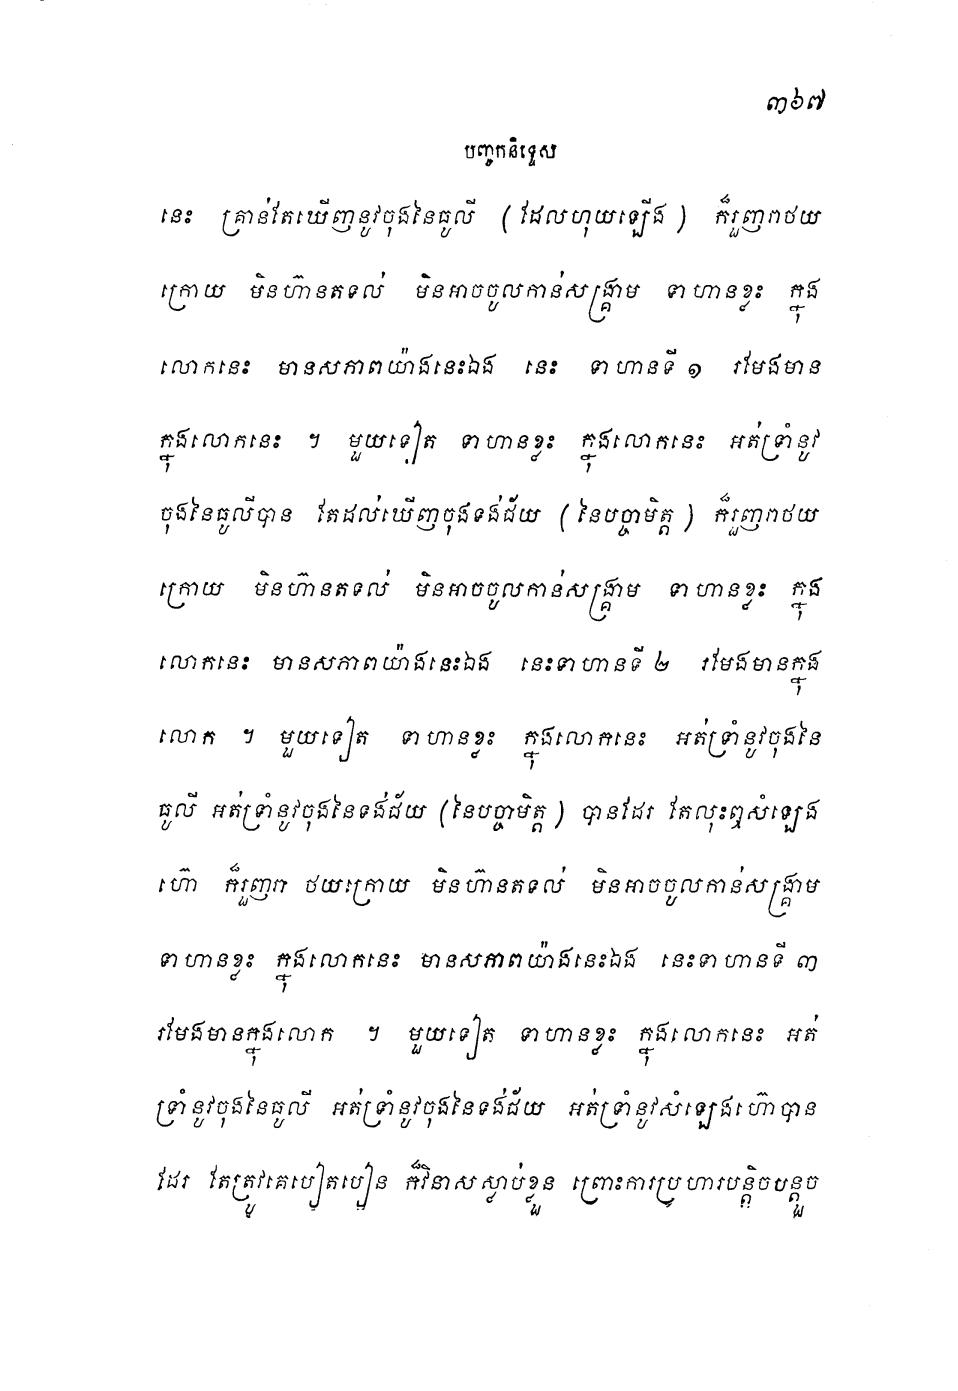 ៣៦៧
បញ្ចកនិទ្ទេស
នេះ គ្រាន់តែឃើញនូវចុងនៃធូលី (ដែលហុយឡើង) ក៏រួញរាថយ
ក្រោយ មិនហ៊ានតទល់ មិនអាចចូលកាន់សង្គ្រាម ទាហានខ្លះ ក្នុង
លោកនេះ មានសភាពយ៉ាងនេះឯង នេះ ទាហានទី ១ រមែងមាន
ក្នុងលោកនេះ ។ មួយទៀត ទាហានខ្លះ ក្នុងលោកនេះ អត់ទ្រាំនូវ
ចុងនៃធូលីបាន តែដល់ឃើញចុងទង់ជ័យ (នៃបច្ចាមិត្ត) ក៏រួញរាថយ
ក្រោយ មិនហ៊ានតទល់ មិនអាចចូលកាន់សង្គ្រាម ទាហានខ្លះ ក្នុង
លោកនេះ មានសភាពយ៉ាងនេះឯង នេះទាហានទី ២ រមែងមានក្នុង
លោក ។ មួយទៀត ទាហានខ្លះ ក្នុងលោកនេះ អត់ទ្រាំនូវចុងនៃ
ធូលី អត់ទ្រាំនូវចុងនៃទង់ជ័យ (នៃបច្ចាមិត្ត) បានដែរ តែលុះឮសំឡេង
ហ៊ោ ក៏រួញរា ថយក្រោយ មិនហ៊ានតទល់ មិនអាចចូលកាន់សង្គ្រាម
ទាហានខ្លះ ក្នុងលោកនេះ មានសភាពយ៉ាងនេះឯង នេះទាហានទី ៣
រមែងមានក្នុងលោក ។ មួយទៀត ទាហានខ្លះ ក្នុងលោកនេះ អត់
ទ្រាំនូវចុងនៃធូលី អត់ទ្រាំនូវចុងនៃទង់ជ័យ អត់ទ្រាំនូវសំឡេងហ៊ោបាន
ដែរ តែត្រូវគេបៀតបៀន ក៏វិនាសស្លាប់ខ្លួន ព្រោះការប្រហារបន្តិចបន្តួច